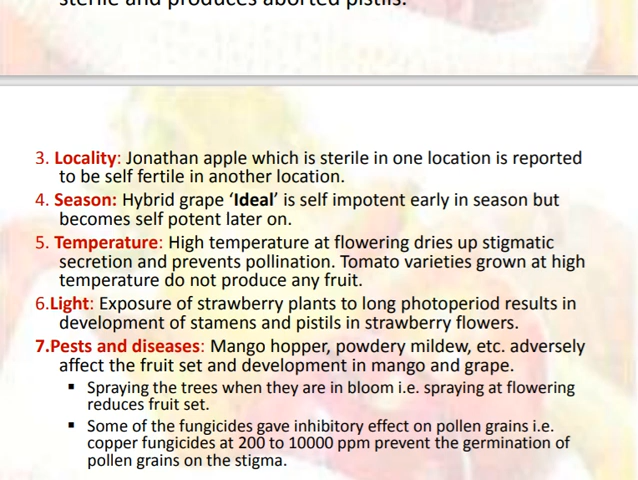 sterile and produces aborted pistils.
3. Locality: Jonathan apple which is sterile in one location is reported
to be self fertile in another location.
4. Season: Hybrid grape ‘Ideal’ is self impotent early in season but
becomes self potent later on.
5. Temperature: High temperature at flowering dries up stigmatic
secretion and prevents pollination. Tomato varieties grown at high
temperature do not produce any fruit.
6.Light: Exposure of strawberry plants to long photoperiod results in
development of stamens and pistils in strawberry flowers.
7.Pests and diseases: Mango hopper, powdery mildew, etc. adversely
affect the fruit set and development in mango and grape.
▪ Spraying the trees when they are in bloom i.e. spraying at flowering
reduces fruit set.
▪ Some of the fungicides gave inhibitory effect on pollen grains i.e.
copper fungicides at 200 to 10000 ppm prevent the germination of
pollen grains on the stigma.